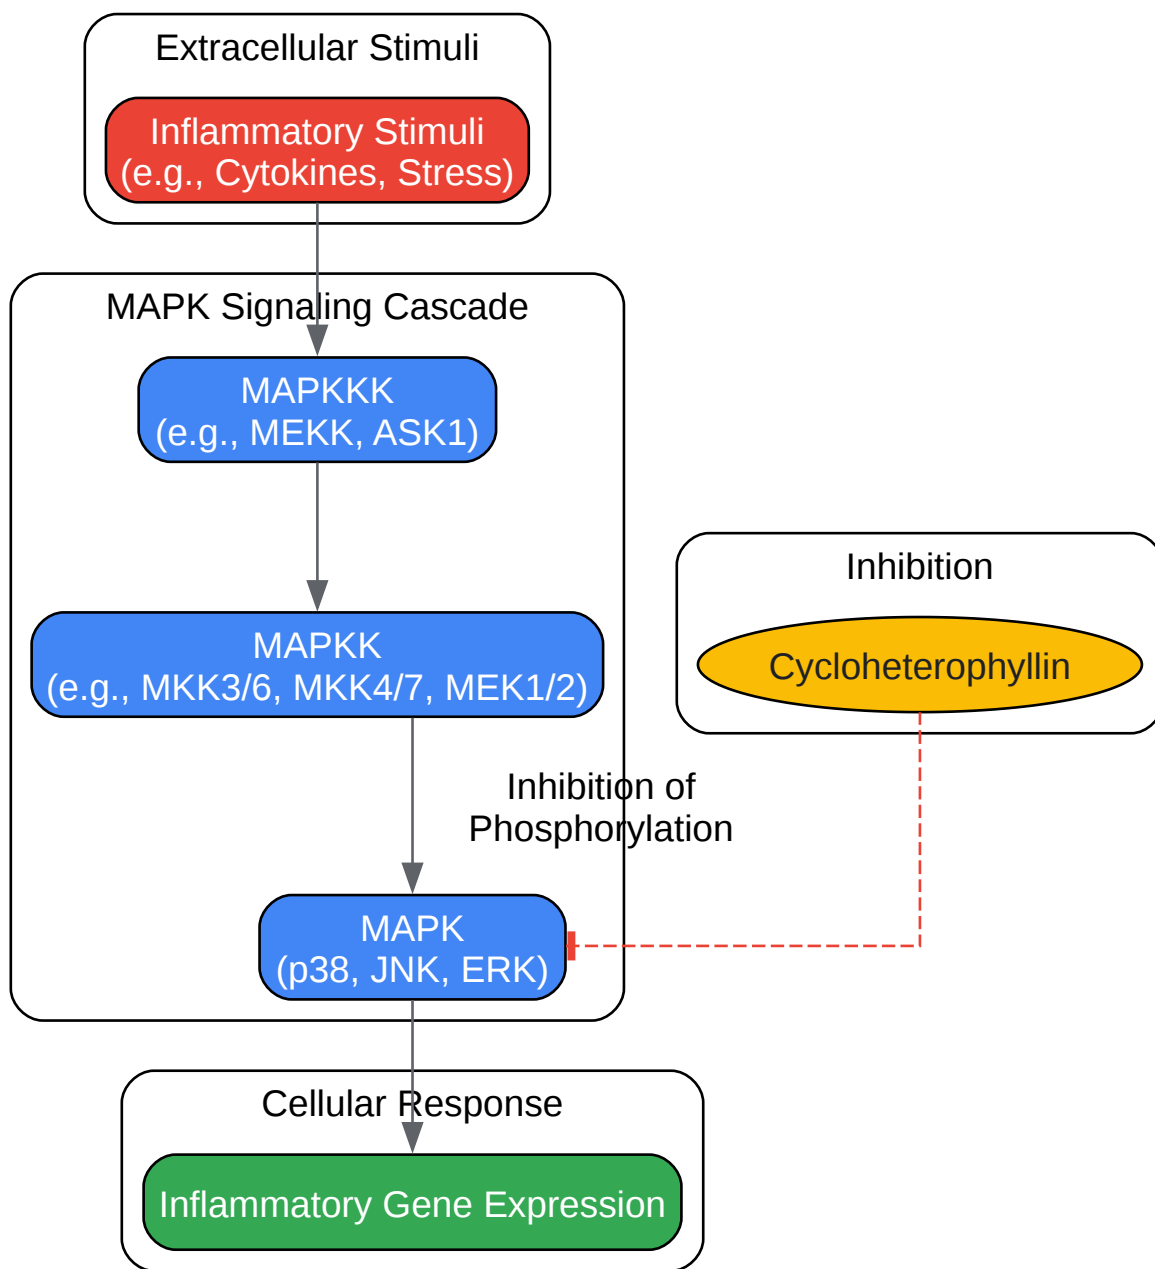 Extracellular Stimuli
Inflammatory Stimuli
(e.g., Cytokines, Stress)
MAPK Signaling Cascade
MAPKKK
(e.g., MEKK, ASK1)
MAPKK
(e.g., MKK3/6, MKK4/7, MEK1/2)
Inhibition
Cycloheterophyllin
Inhibition of
Phosphorylation
MAPK
(p38, JNK, ERK)
Cellular Response
Inflammatory Gene Expression